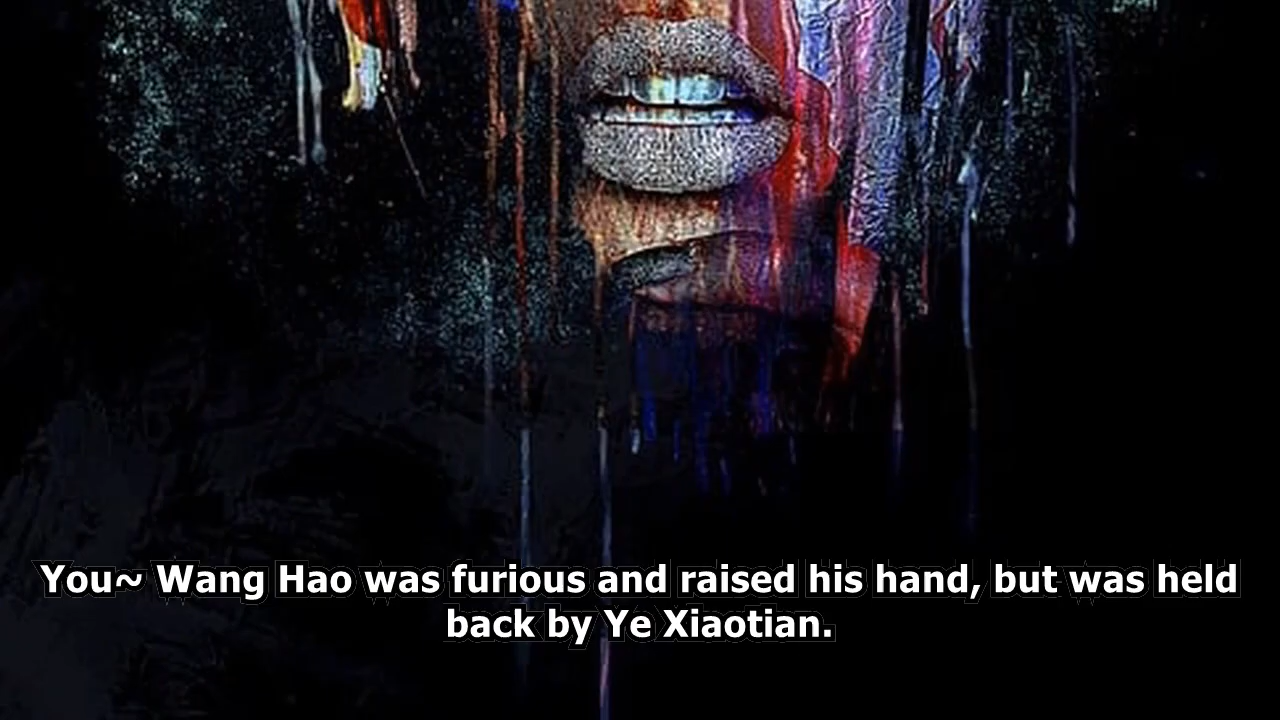 You~ Wang Hao was furious and raised his hand, but was held
back by Ye Xiaotian.